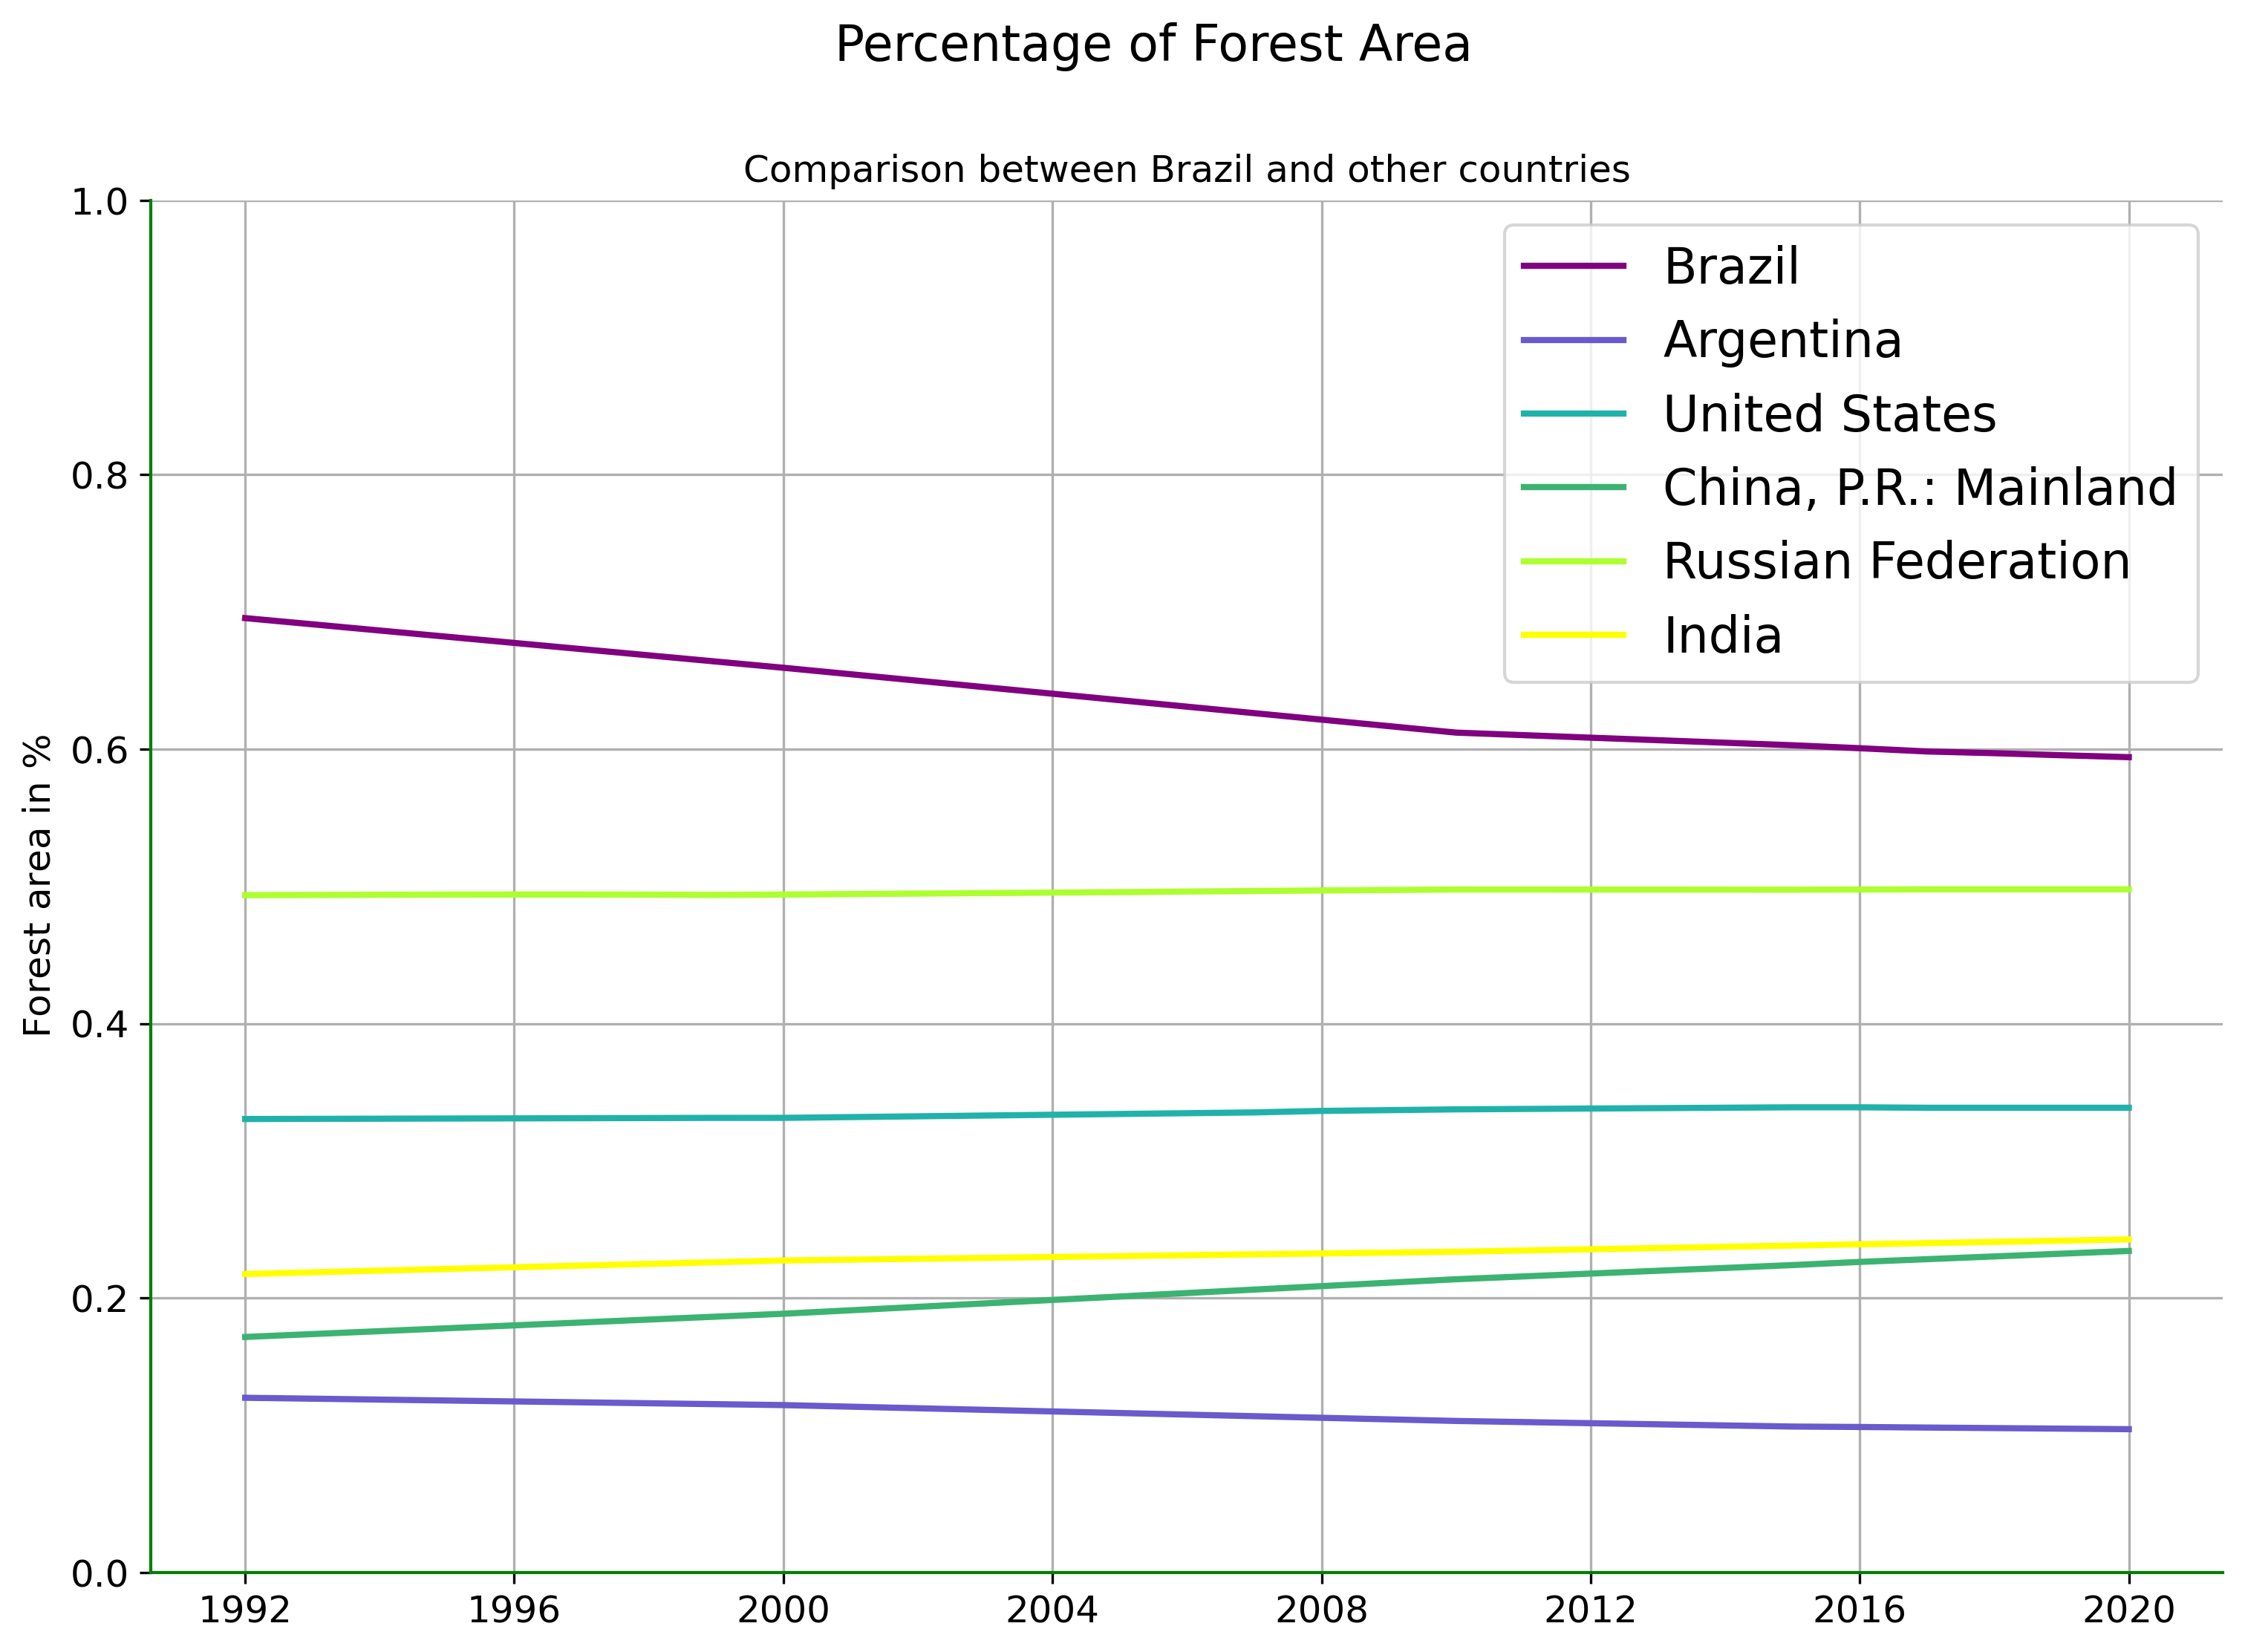 Percentage of Forest Area
Comparison between Brazil and other countries
Forest area in %
1.0
0.8
0.6
0.4
0.2
0.0
1992 1996 2000 2004 2008 2012 2016 2020
Brazil
Argentina
United States
China, P.R.: Mainland
Russian Federation
India